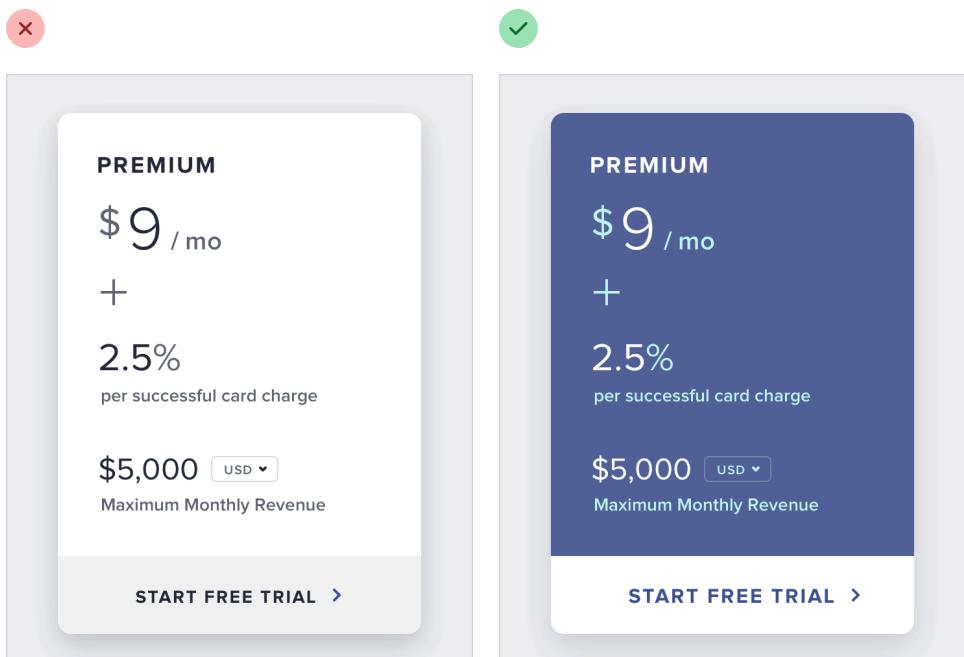 PREMIUM
$9 / mo
+
2.5%
per successful card charge
$5,000 USD
Maximum Monthly Revenue
START FREE TRIAL
PREMIUM
$9 / mo
+
2.5%
per successful card charge
$5,000 USD
Maximum Monthly Revenue
START FREE TRIAL